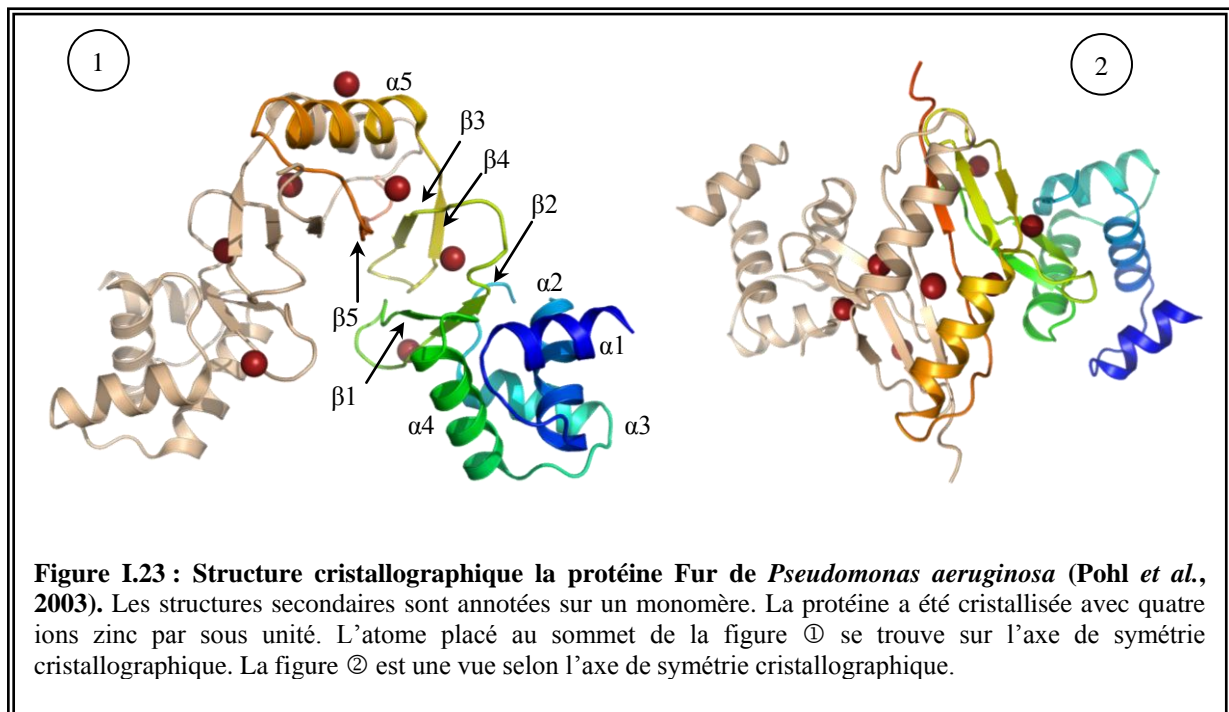 1
2
α5
β3
β4
β2
α2
β5
α1
β1
α4
α3
Figure I.23 : Structure cristallographique la protéine Fur de Pseudomonas aeruginosa (Pohl et al.,
2003). Les structures secondaires sont annotées sur un monomère. La protéine a été cristallisée avec quatre
ions zinc par sous unité. L’atome placé au sommet de la figure ① se trouve sur l’axe de symétrie
cristallographique. La figure ② est une vue selon l’axe de symétrie cristallographique.